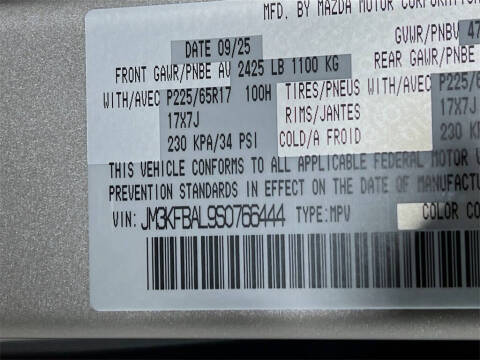 MFD. BY MAZDA MOTOR CORPORATION
DATE 09/25 GVWR/PNBV 47
FRONT GAWR/PNBE AV 2425 LB 1100 KG REAR GAWR/PNBE
WITH/AVEC P225/65R17 100H TIRES/PNEUS WITH/AVEC P225/6
17X7J RIMS/JANTES 17X7J
230 KPA/34 PSI COLD/A FROID 230 KPA
THIS VEHICLE CONFORMS TO ALL APPLICABLE FEDERAL MOTOR V
PREVENTION STANDARDS IN EFFECT ON THE DATE OF MANUFACTU
VIN: JM3KFBAL9S0766444 TYPE:MPV COLOR CO